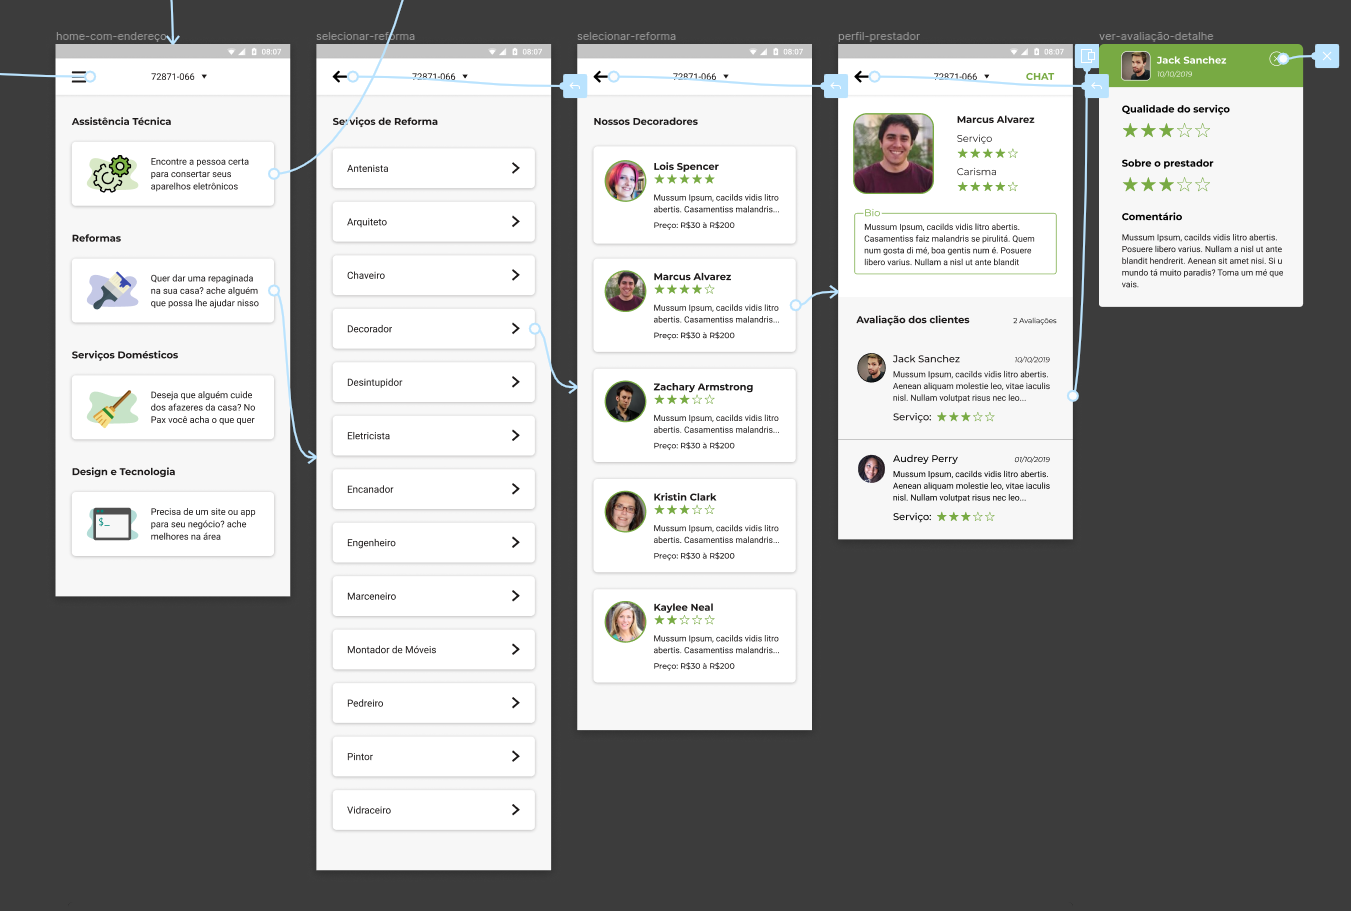 home-com-endereço
08:07
72871-066
Assistência Técnica
Encontre a pessoa certa
para consertar seus
aparelhos eletrônicos
Reformas
Quer dar uma repaginada
na sua casa? ache alguém
que possa lhe ajudar nisso
Serviços Domésticos
Deseja que alguém cuide
dos afazeres da casa? No
Pax você acha o que quer
Design e Tecnologia
$_
Precisa de um site ou app
para seu negócio? ache
melhores na área
selecionar-reforma
08:07
72871-066
Serviços de Reforma
Antenista
Arquiteto
Chaveiro
Decorador
Desintupidor
Eletricista
Encanador
Engenheiro
Marceneiro
Montador de Móveis
Pedreiro
Pintor
Vidraceiro
selecionar-reforma
08:07
72871-066
Nossos Decoradores
Lois Spencer
Mussum Ipsum, cacilds vidis litro
abertis. Casamentiss malandris...
Preço: R$30 à R$200
Marcus Alvarez
Mussum Ipsum, cacilds vidis litro
abertis. Casamentiss malandris...
Preço: R$30 à R$200
Zachary Armstrong
Mussum Ipsum, cacilds vidis litro
abertis. Casamentiss malandris...
Preço: R$30 à R$200
Kristin Clark
Mussum Ipsum, cacilds vidis litro
abertis. Casamentiss malandris...
Preço: R$30 à R$200
Kaylee Neal
Mussum Ipsum, cacilds vidis litro
abertis. Casamentiss malandris...
Preço: R$30 à R$200
perfil-prestador
08:07
72871-066
CHAT
Marcus Alvarez
Serviço
Carisma
Bio
Mussum Ipsum, cacilds vidis litro abertis.
Casamentiss faiz malandris se pirulitá. Quem
num gosta di mé, boa gentis num é. Posuere
libero varius. Nullam a nisl ut ante blandit
Avaliação dos clientes
2 Avaliações
Jack Sanchez
10/10/2019
Mussum Ipsum, cacilds vidis litro abertis.
Aenean aliquam molestie leo, vitae iaculis
nisl. Nullam volutpat risus nec leo...
Serviço:
Audrey Perry
01/10/2019
Mussum Ipsum, cacilds vidis litro abertis.
Aenean aliquam molestie leo, vitae iaculis
nisl. Nullam volutpat risus nec leo...
Serviço:
ver-avaliação-detalhe
Jack Sanchez
10/10/2019
Qualidade do serviço
Sobre o prestador
Comentário
Mussum Ipsum, cacilds vidis litro abertis.
Posuere libero varius. Nullam a nisl ut ante
blandit hendrerit. Aenean sit amet nisi. Si u
mundo tá muito paradis? Toma um mé que
vais.